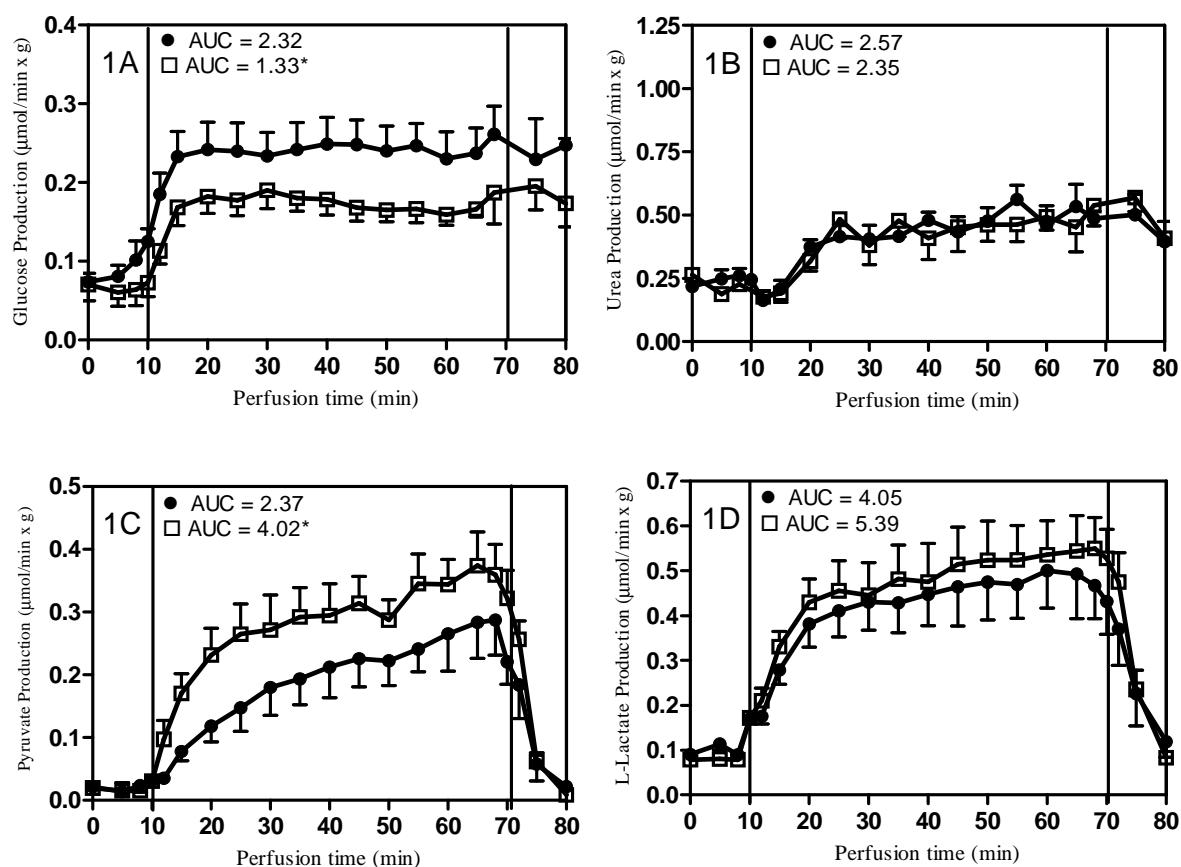 1A
● AUC = 2.32
□ AUC = 1.33*
Glucose Production (µmol/min x g)
0.4
0.3
0.2
0.1
0.0
0 10 20 30 40 50 60 70 80
Perfusion time (min)
1B
● AUC = 2.57
□ AUC = 2.35
Urea Production (µmol/min x g)
1.25
1.00
0.75
0.50
0.25
0.00
0 10 20 30 40 50 60 70 80
Perfusion time (min)
1C
● AUC = 2.37
□ AUC = 4.02*
Pyruvate Production (µmol/min x g)
0.5
0.4
0.3
0.2
0.1
0.0
0 10 20 30 40 50 60 70 80
Perfusion time (min)
1D
● AUC = 4.05
□ AUC = 5.39
L-Lactate Production (µmol/min x g)
0.7
0.6
0.5
0.4
0.3
0.2
0.1
0.0
0 10 20 30 40 50 60 70 80
Perfusion time (min)